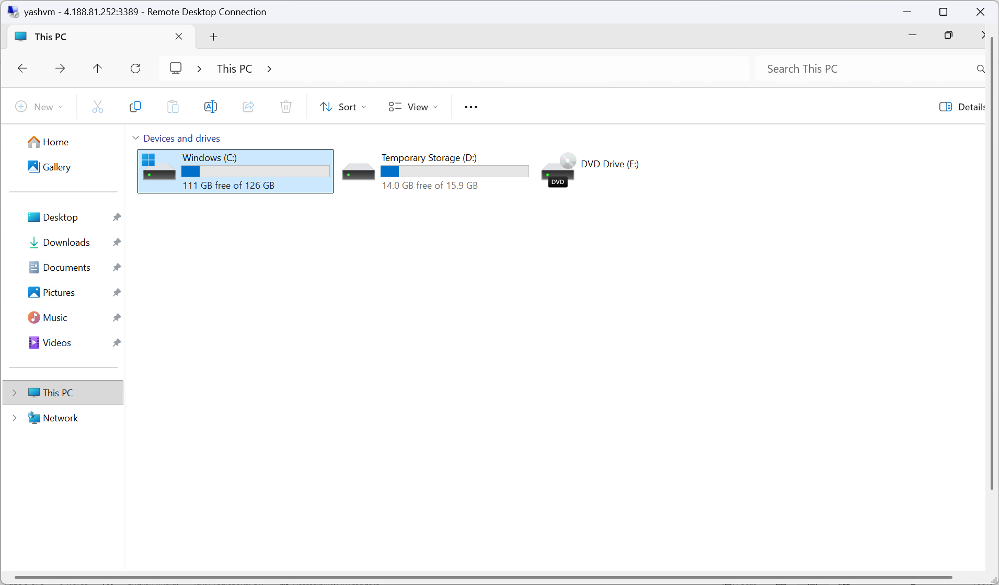 yashvm - 4.188.81.252:3389 - Remote Desktop Connection
This PC
This PC
Search This PC
New
Sort
View
Details
Home
Gallery
Desktop
Downloads
Documents
Pictures
Music
Videos
This PC
Network
Devices and drives
Windows (C:)
111 GB free of 126 GB
Temporary Storage (D:)
14.0 GB free of 15.9 GB
DVD Drive (E:)
DVD